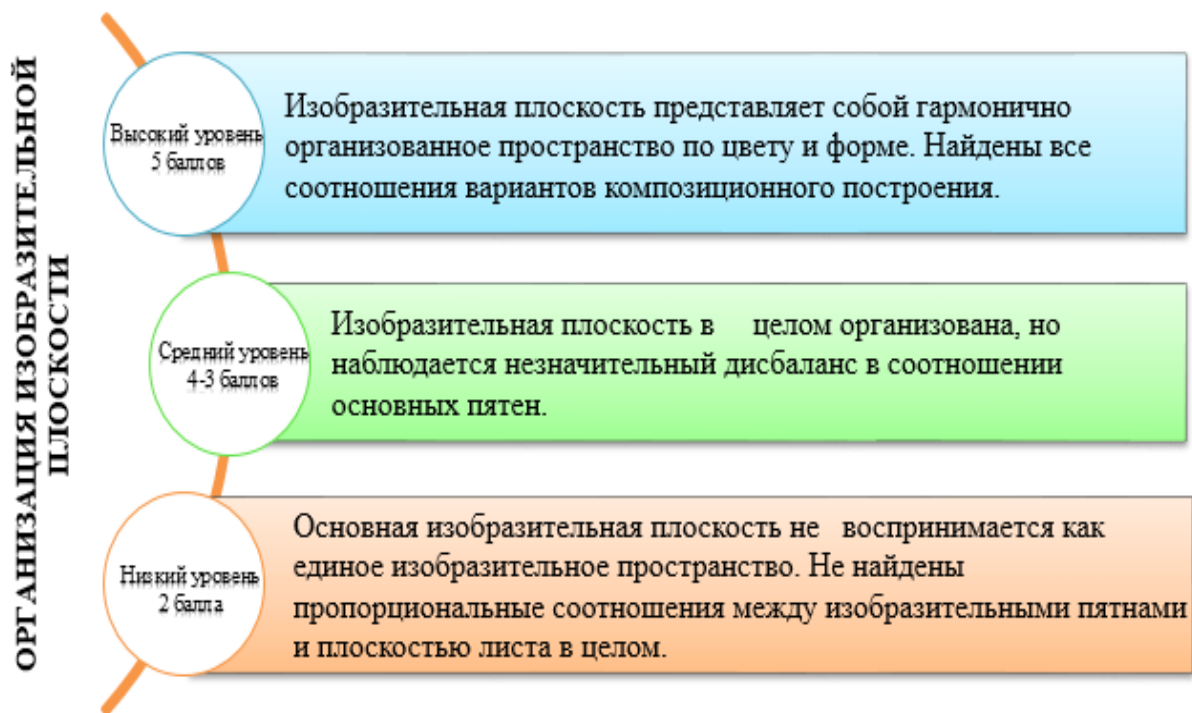 ОРГАНИЗАЦИЯ ИЗОБРАЗИТЕЛЬНОЙ
ПЛОСКОСТИ
Высокий уровень
5 баллов
Изобразительная плоскость представляет собой гармонично
организованное пространство по цвету и форме. Найдены все
соотношения вариантов композиционного построения.
Средний уровень
4-3 баллов
Изобразительная плоскость в целом организована, но
наблюдается незначительный дисбаланс в соотношении
основных пятен.
Низкий уровень
2 балла
Основная изобразительная плоскость не воспринимается как
единое изобразительное пространство. Не найдены
пропорциональные соотношения между изобразительными пятнами
и плоскостью листа в целом.